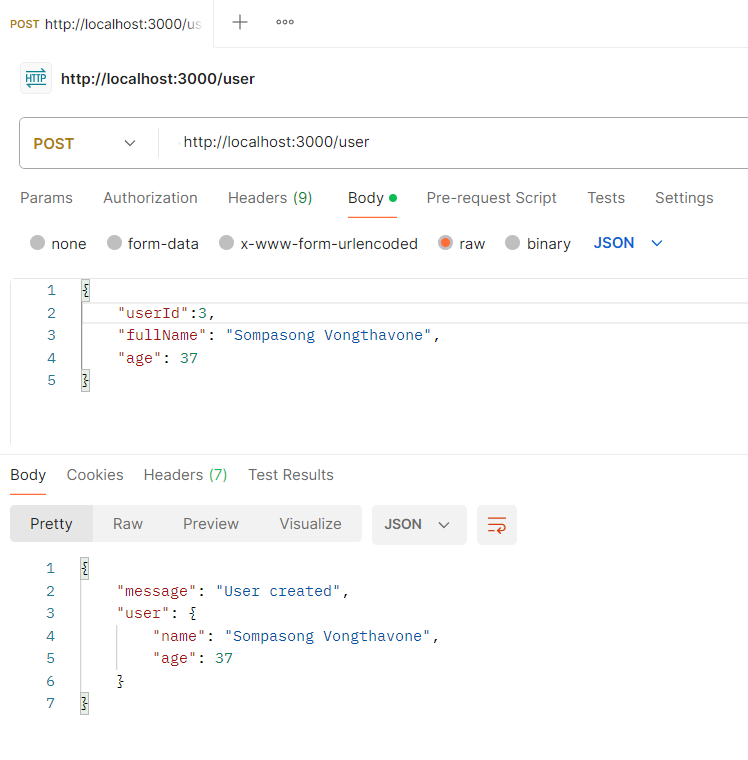 POST http://localhost:3000/us
HTTP http://localhost:3000/user
POST http://localhost:3000/user
Params Authorization Headers (9) Body Pre-request Script Tests Settings
none form-data x-www-form-urlencoded raw binary JSON
1 {
2 "userId":3,
3 "fullName": "Sompasong Vongthavone",
4 "age": 37
5 }
Body Cookies Headers (7) Test Results
Pretty Raw Preview Visualize JSON
1 {
2 "message": "User created",
3 "user": {
4 "name": "Sompasong Vongthavone",
5 "age": 37
6 }
7 }